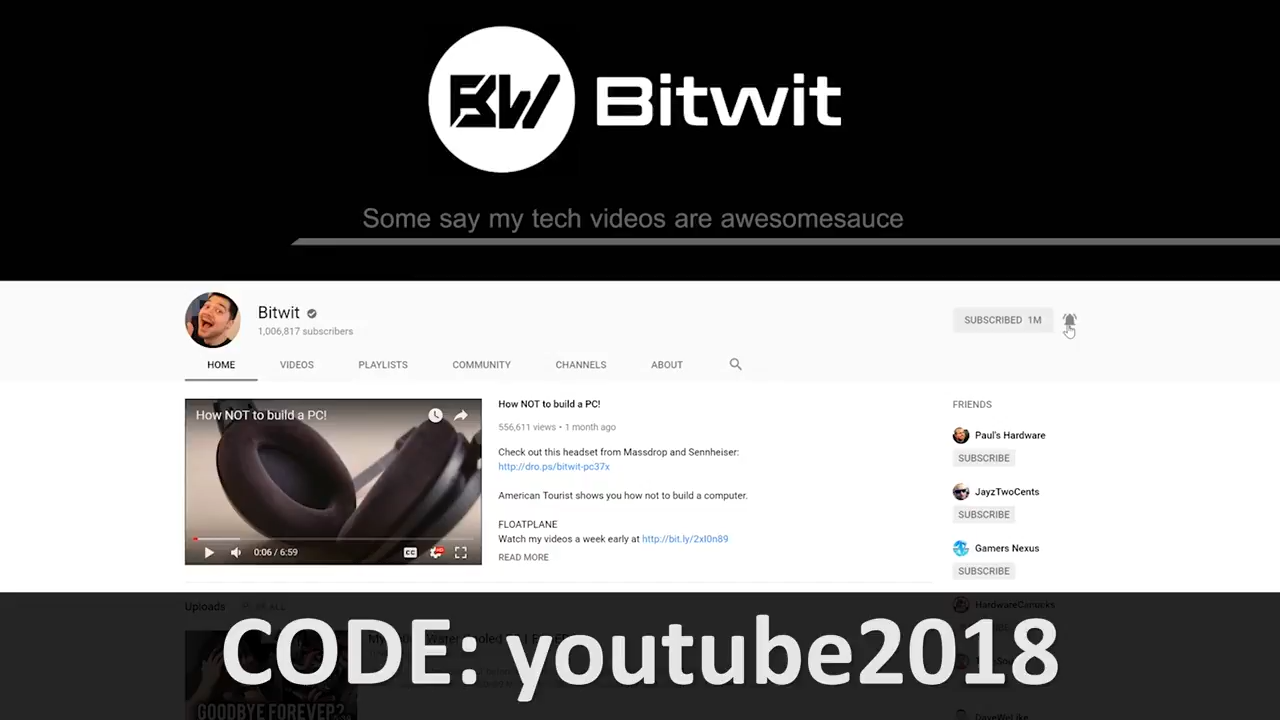 BW Bitwit
Some say my tech videos are awesomesauce
Bitwit
1,006,817 subscribers
SUBSCRIBED 1M
HOME VIDEOS PLAYLISTS COMMUNITY CHANNELS ABOUT
How NOT to build a PC!
0:06 / 6:59
CC
HD
How NOT to build a PC!
556,611 views • 1 month ago
Check out this headset from Massdrop and Sennheiser:
http://dro.ps/bitwit-pc37x
American Tourist shows you how not to build a computer.
FLOATPLANE
Watch my videos a week early at http://bit.ly/2xI0n89
READ MORE
FRIENDS
Paul's Hardware
SUBSCRIBE
JayzTwoCents
SUBSCRIBE
Gamers Nexus
SUBSCRIBE
HardwareCanucks
Uploads
GOODBYE FOREVER?
CODE: youtube2018